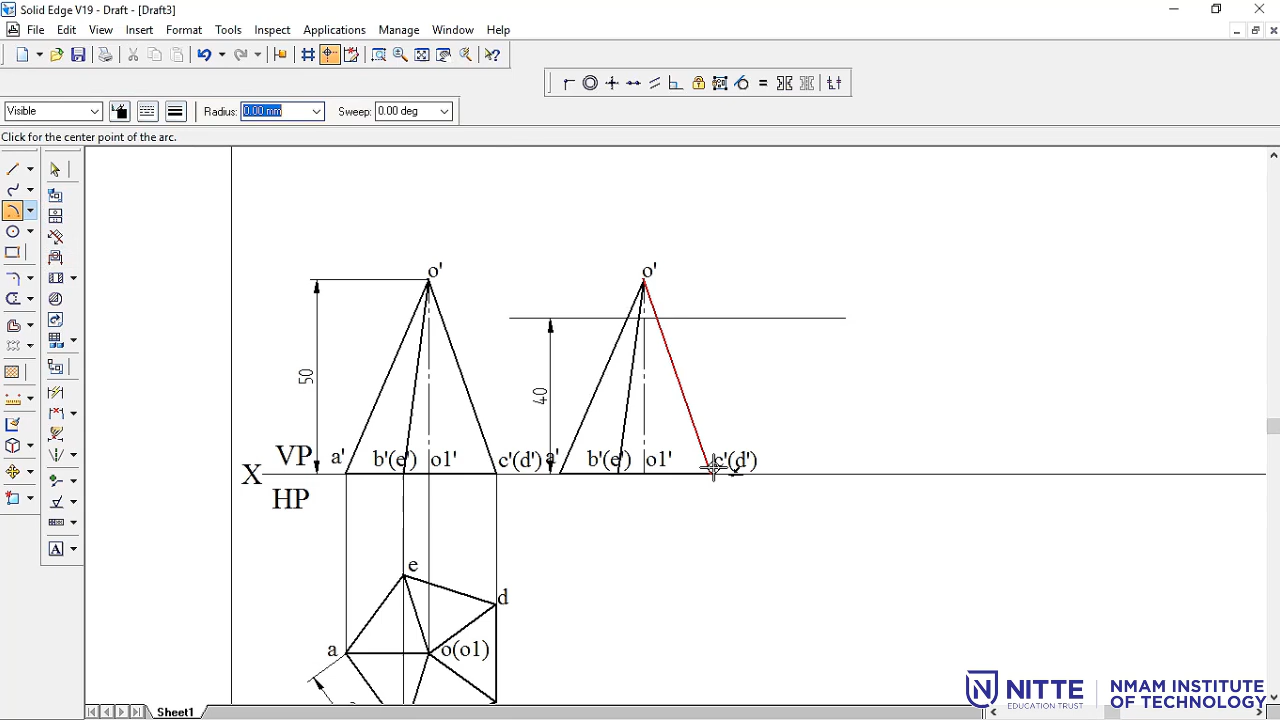 Solid Edge V19 - Draft - [Draft3]
File Edit View Insert Format Tools Inspect Applications Manage Window Help
Visible Radius: 0.00 mm Sweep: 0.00 deg
Click for the center point of the arc.
o' o'
50 40
VP a' b'(e') o1' c'(d') a' b'(e') o1' c'(d')
X
HP
e
d
a o(o1)
NITTE
EDUCATION TRUST
NMAM INSTITUTE
OF TECHNOLOGY
Sheet1